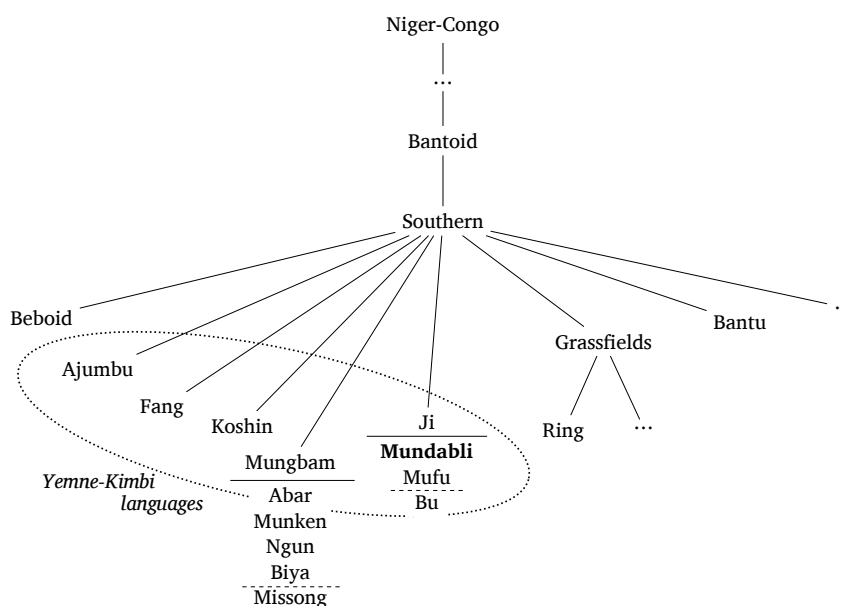 Niger-Congo
...
Bantoid
Southern
Beboid
Bantu
Grassfields
Ajumbu
Fang
Koshin
Ji
Ring
...
Mundabli
Mungbam
Mufu
Yemne-Kimbi
languages
Abar
Bu
Munken
Ngun
Biya
Missong